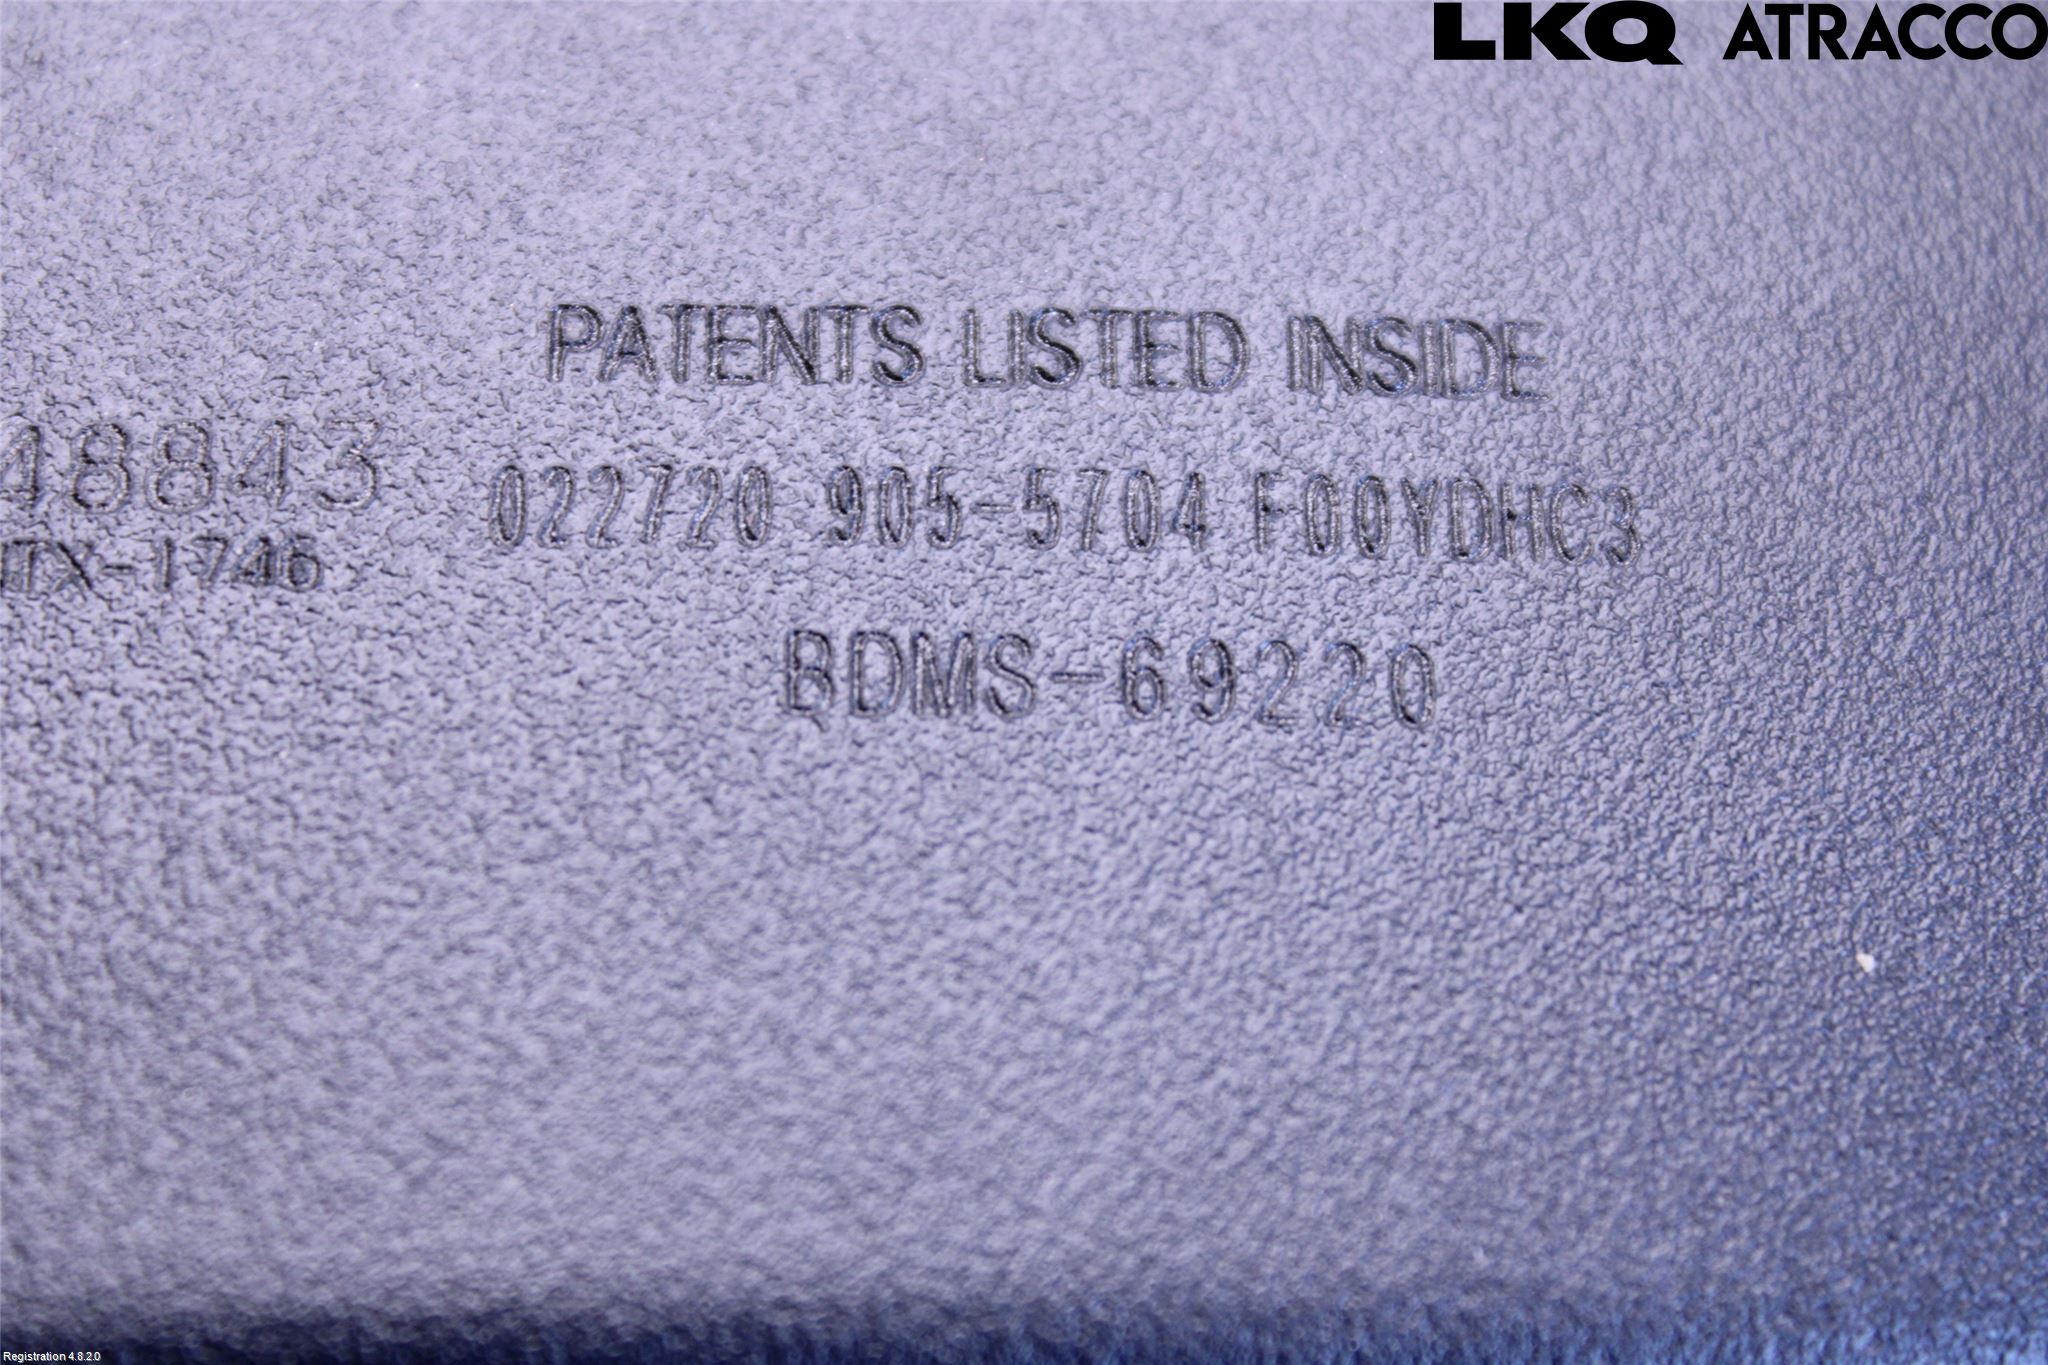 LKQ ATRACCO
PATENTS LISTED INSIDE
48843
022720 905-5704 F00YDHC3
TX-1746
BDMS-69220
Registration 4.8.2.0